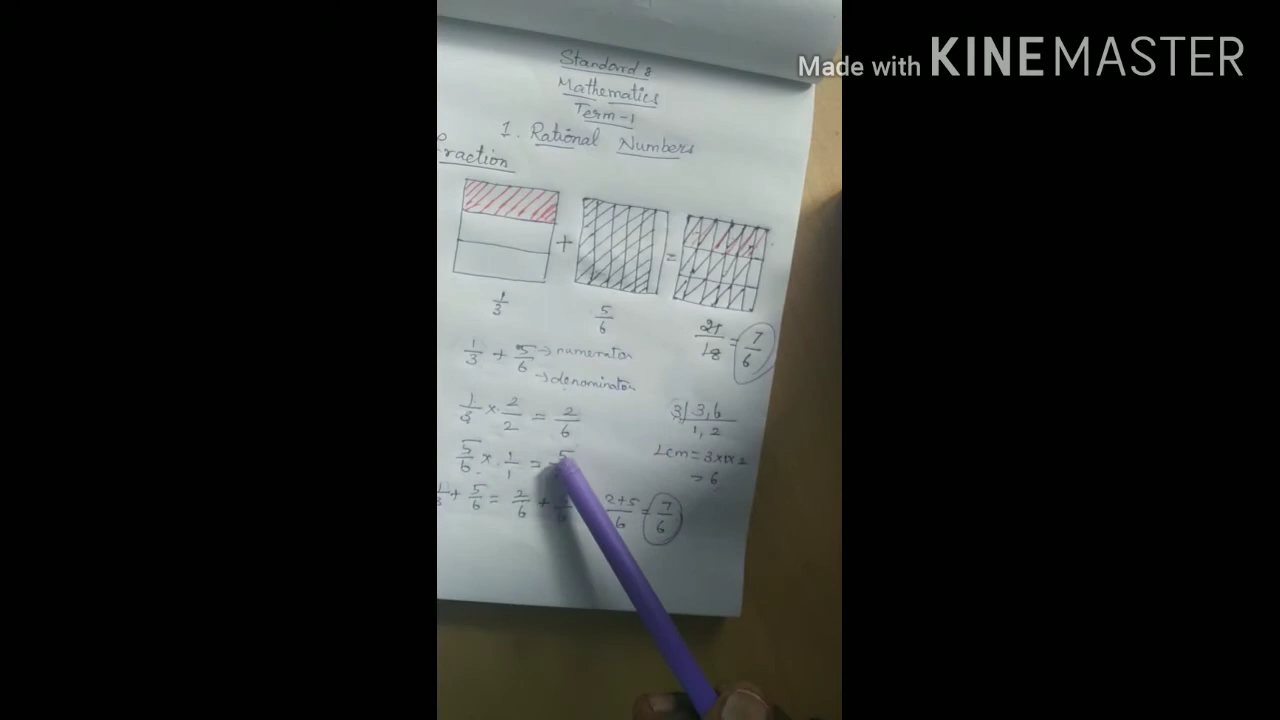 Made with KINEMASTER
Standard 8
Mathematics
Term-1
1. Rational Numbers
Fraction
+ =
1/3 5/6 21/18 = 7/6
1/3 + 5/6 → numerator
→ denominator
1/3 × 2/2 = 2/6
3 | 3, 6
1, 2
5/6 × 1/1 = 5
Lcm = 3×1×2
= 6
1/3 + 5/6 = 2/6 + 2+5/6 = 7/6